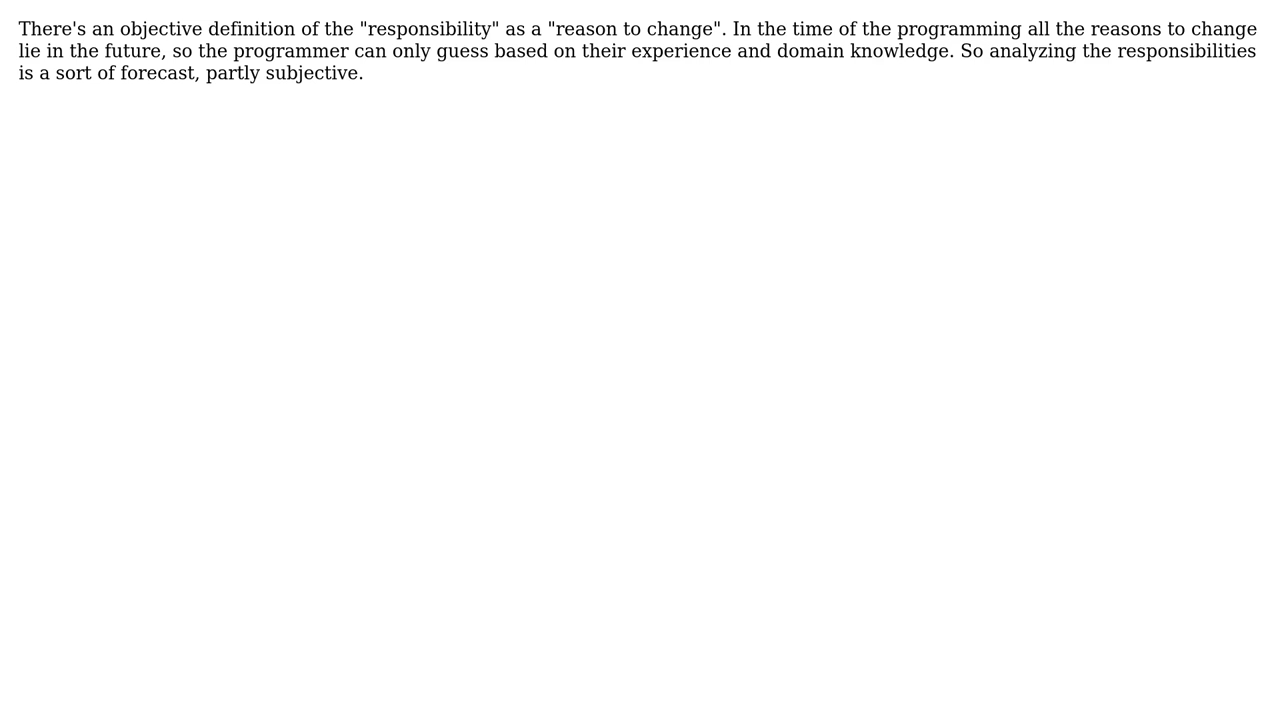 There's an objective definition of the "responsibility" as a "reason to change". In the time of the programming all the reasons to change
lie in the future, so the programmer can only guess based on their experience and domain knowledge. So analyzing the responsibilities
is a sort of forecast, partly subjective.